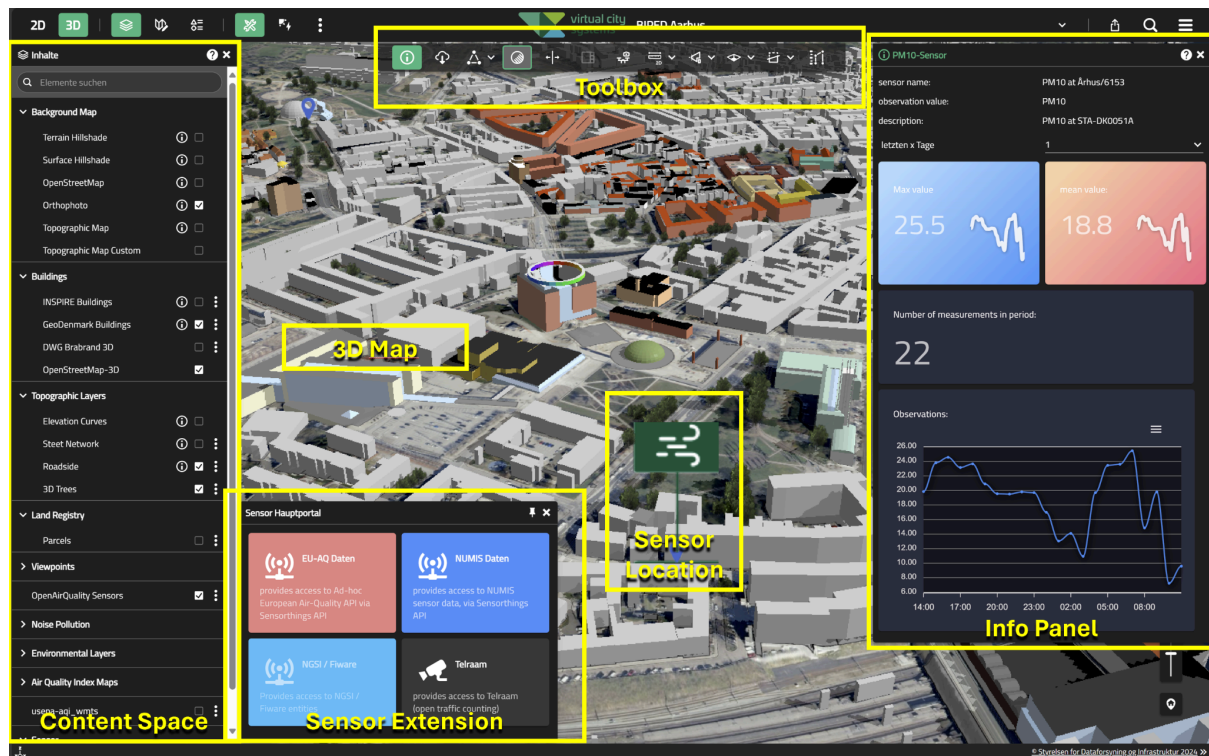 2D 3D
virtual city
systems
BIPED Aarhus
Inhalte
Elemente suchen
Background Map
Terrain Hillshade
Surface Hillshade
OpenStreetMap
Orthophoto
Topographic Map
Topographic Map Custom
Buildings
INSPIRE Buildings
GeoDenmark Buildings
DWG Brabrand 3D
OpenStreetMap-3D
Topographic Layers
Elevation Curves
Steet Network
Roadside
3D Trees
Land Registry
Parcels
Viewpoints
OpenAirQuality Sensors
Noise Pollution
Environmental Layers
Air Quality Index Maps
usepa-aqi_wmts
Content Space
Toolbox
3D Map
Sensor
Location
Sensor Hauptportal
EU-AQ Daten
provides access to Ad-hoc
European Air-Quality API via
Sensorthings API
NUMIS Daten
provides access to NUMIS
sensor data, via Sensorthings
API
NGSI / Fiware
Provides access to NGSI /
Fiware entities
Telraam
provides access to Telraam
(open traffic counting)
Sensor Extension
PM10-Sensor
sensor name: PM10 at Århus/6153
observation value: PM10
description: PM10 at STA-DK0051A
letzten x Tage 1
Max value
25.5
mean value:
18.8
Number of measurements in period:
22
Observations:
26.00
24.00
22.00
20.00
18.00
16.00
14.00
12.00
10.00
8.00
6.00
14:00 17:00 20:00 23:00 02:00 05:00 08:00
Info Panel
© Styrelsen for Dataforsyning og Infrastruktur 2024